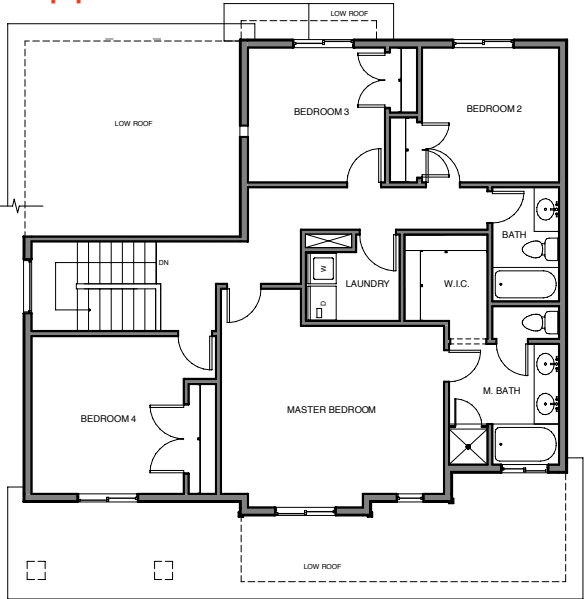 LOW ROOF
BEDROOM 3
BEDROOM 2
LOW ROOF
BATH
DN
W
LAUNDRY
W.I.C.
D
M. BATH
MASTER BEDROOM
BEDROOM 4
LOW ROOF